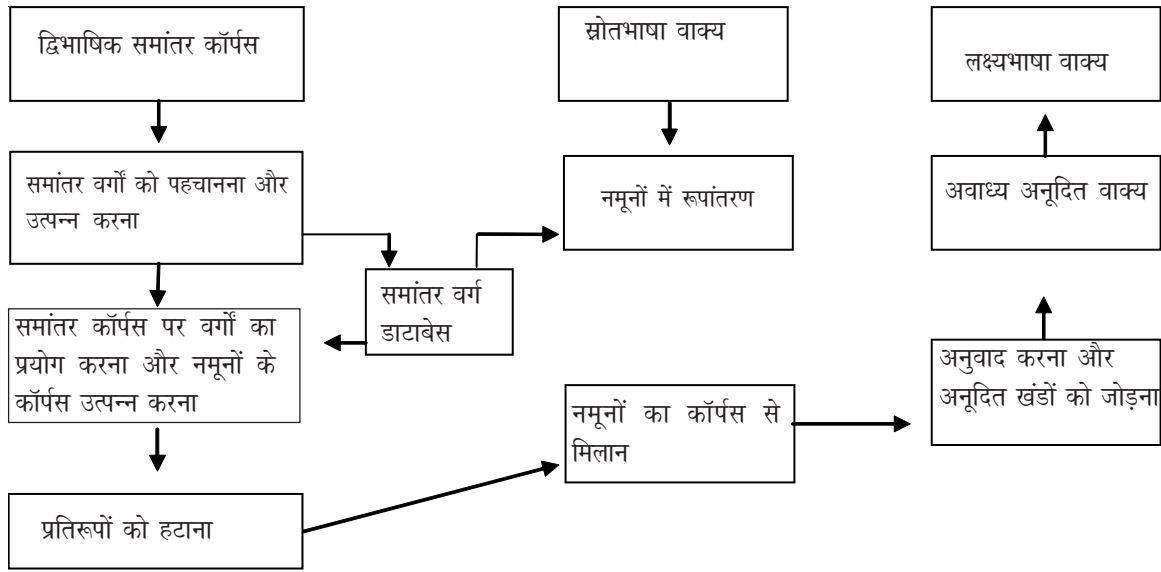 द्विभाषिक समांतर कॉर्पस
समांतर वर्गों को पहचानना और
उत्पन्न करना
समांतर कॉर्पस पर वर्गों का
प्रयोग करना और नमूनों के
कॉर्पस उत्पन्न करना
प्रतिरूपों को हटाना
समांतर वर्ग
डाटाबेस
स्रोतभाषा वाक्य
नमूनों में रूपांतरण
नमूनों का कॉर्पस से
मिलान
लक्ष्यभाषा वाक्य
अवाध्य अनूदित वाक्य
अनुवाद करना और
अनूदित खंडों को जोड़ना